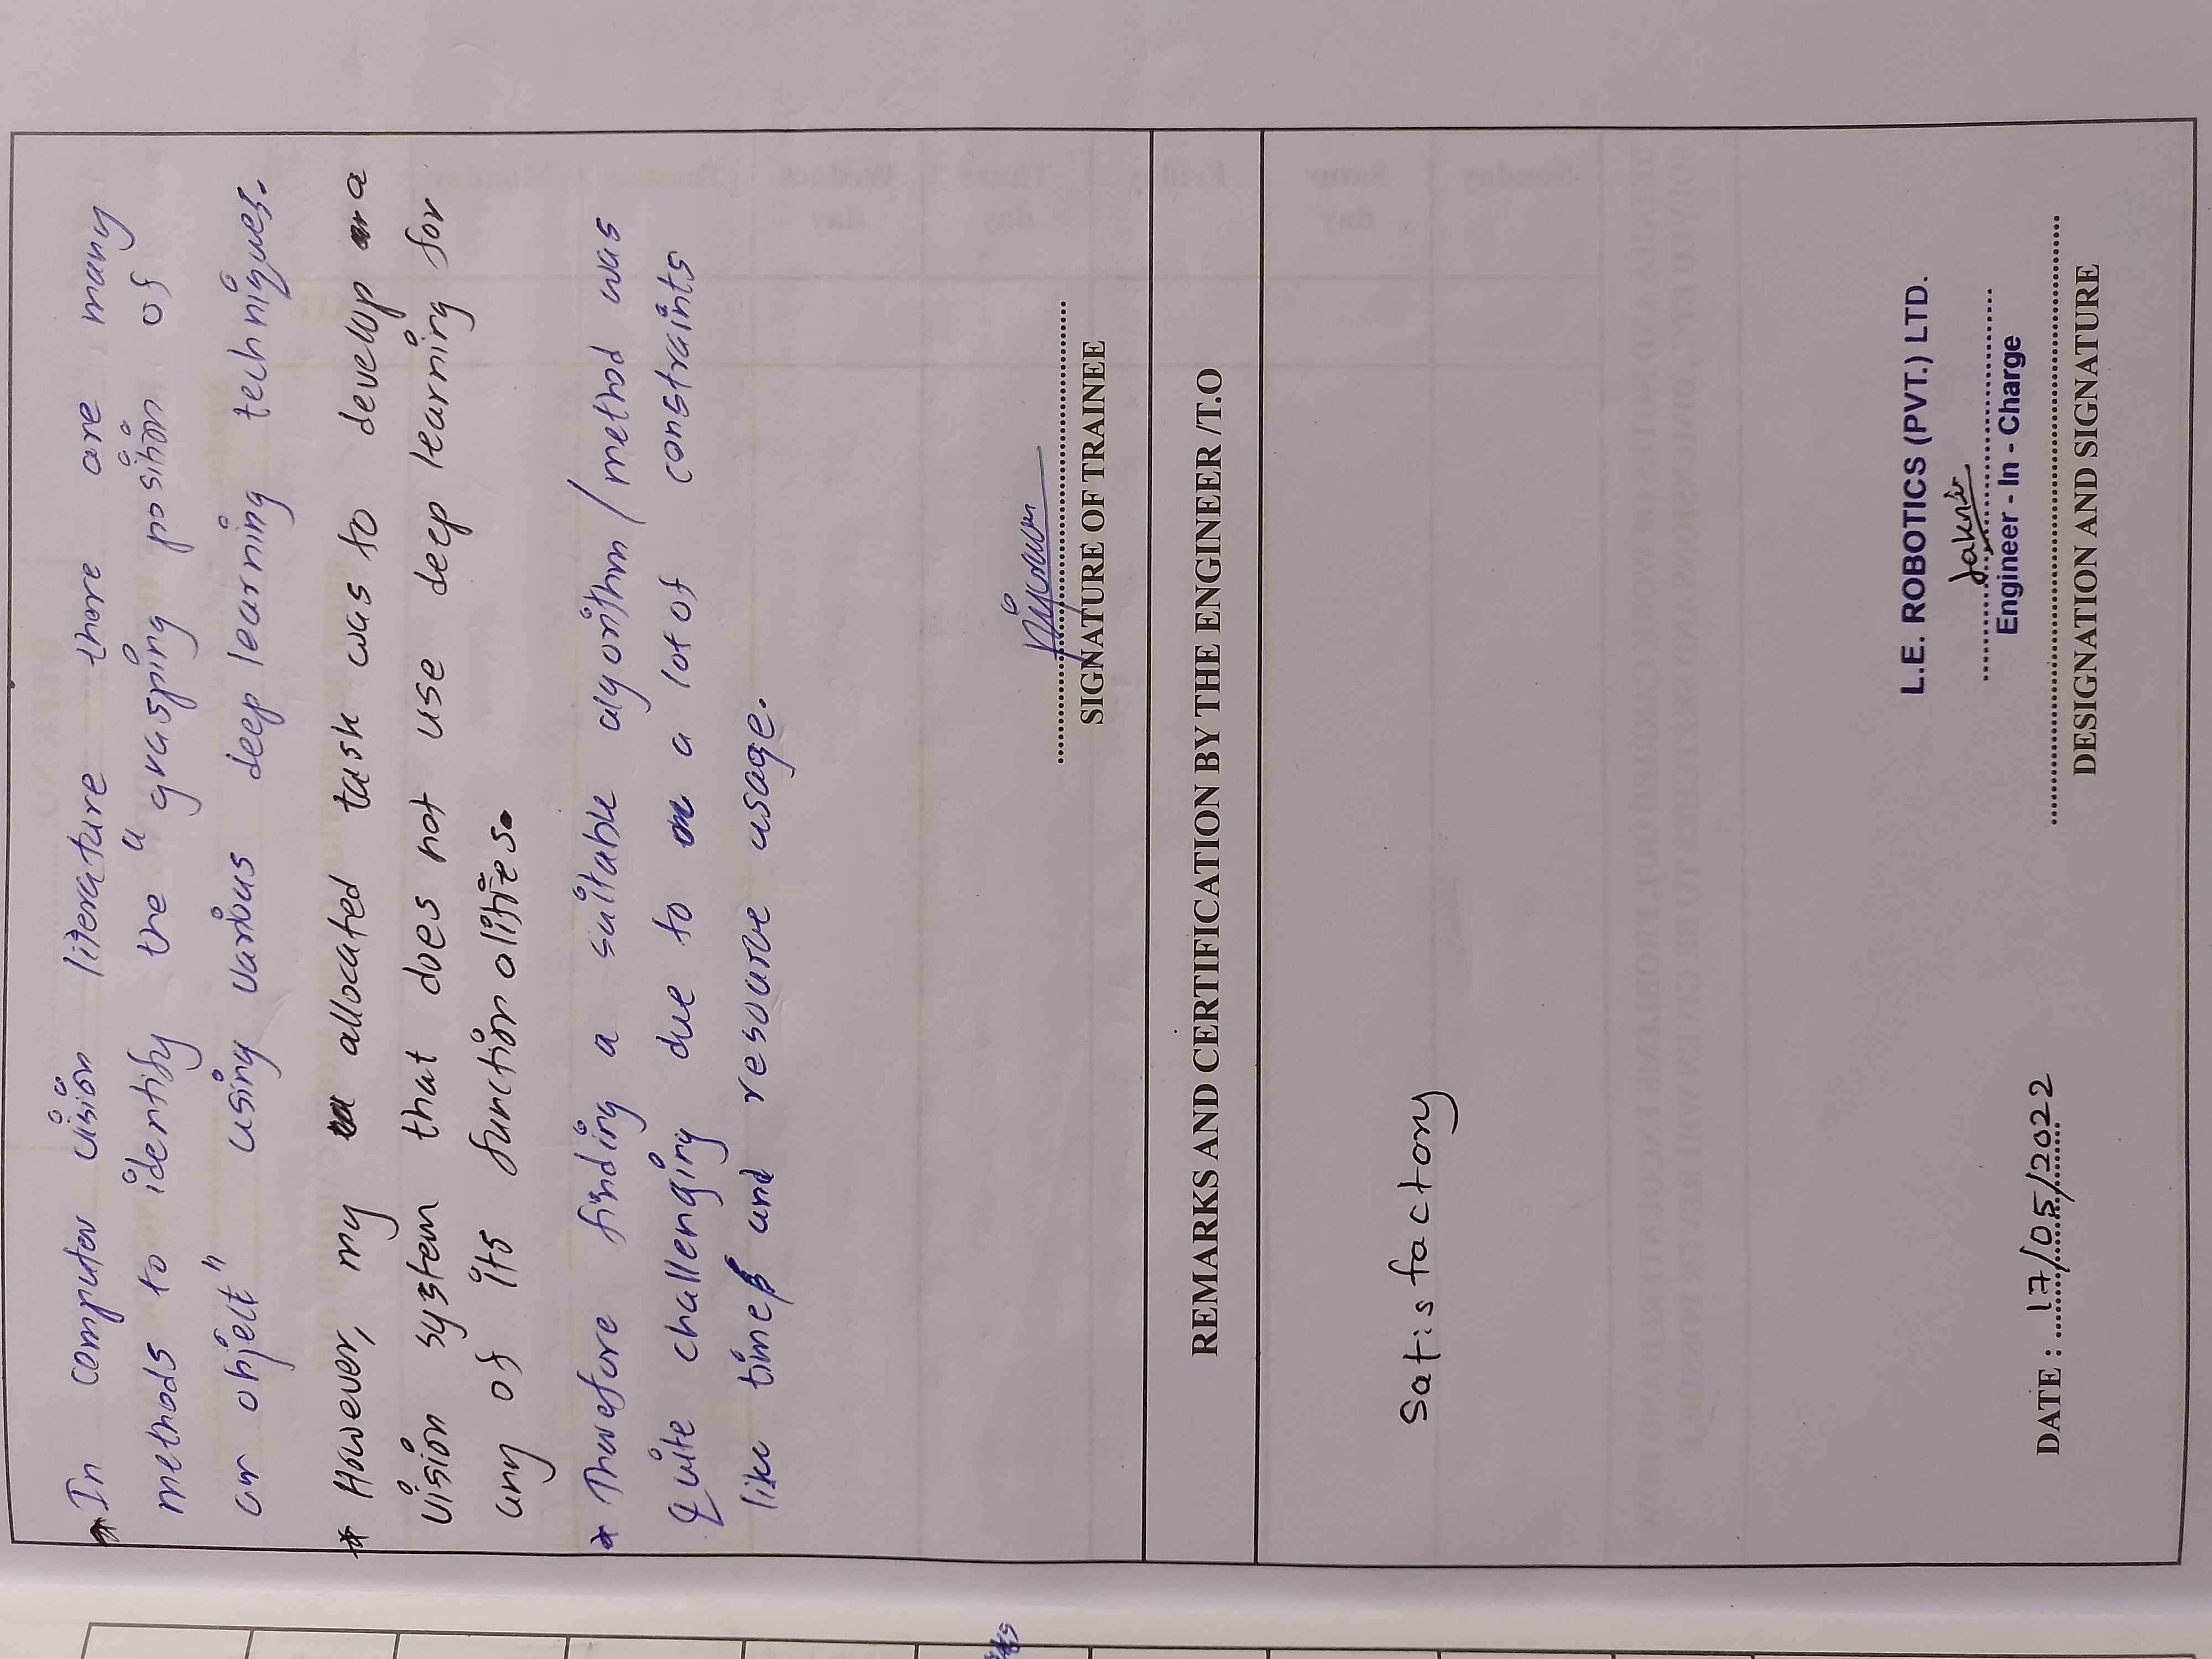 * In computer vision literature there are many
methods to identify the "grasping position of
an object" using various deep learning techniques.
* However, my allocated task was to develop a
vision system that does not use deep learning for
any of its functionalities.
* Therefore finding a suitable algorithm/method was
quite challenging due to a lot of constraints
like time and resource usage.
SIGNATURE OF TRAINEE
REMARKS AND CERTIFICATION BY THE ENGINEER /T.O
Satisfactory
L.E. ROBOTICS (PVT.) LTD.
Engineer - In - Charge
DATE : 17/05/2022
DESIGNATION AND SIGNATURE